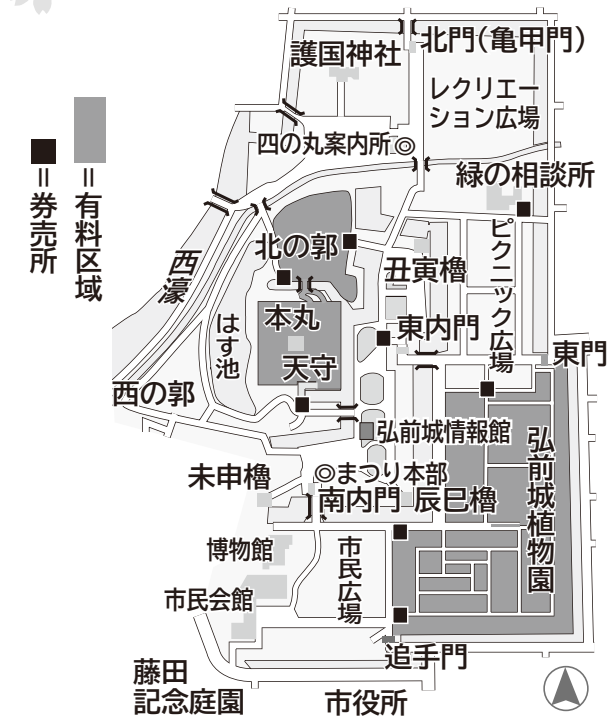 護国神社
北門(亀甲門)
レクリエー
ション広場
四の丸案内所◎
緑の相談所
■=券売所
■=有料区域
西濠
北の郭
丑寅櫓
ピクニック広場
本丸
はす池
東内門
東門
天守
西の郭
弘前城情報館
弘前城植物園
未申櫓
◎まつり本部
南内門
辰巳櫓
博物館
市民広場
市民会館
追手門
藤田
記念庭園
市役所